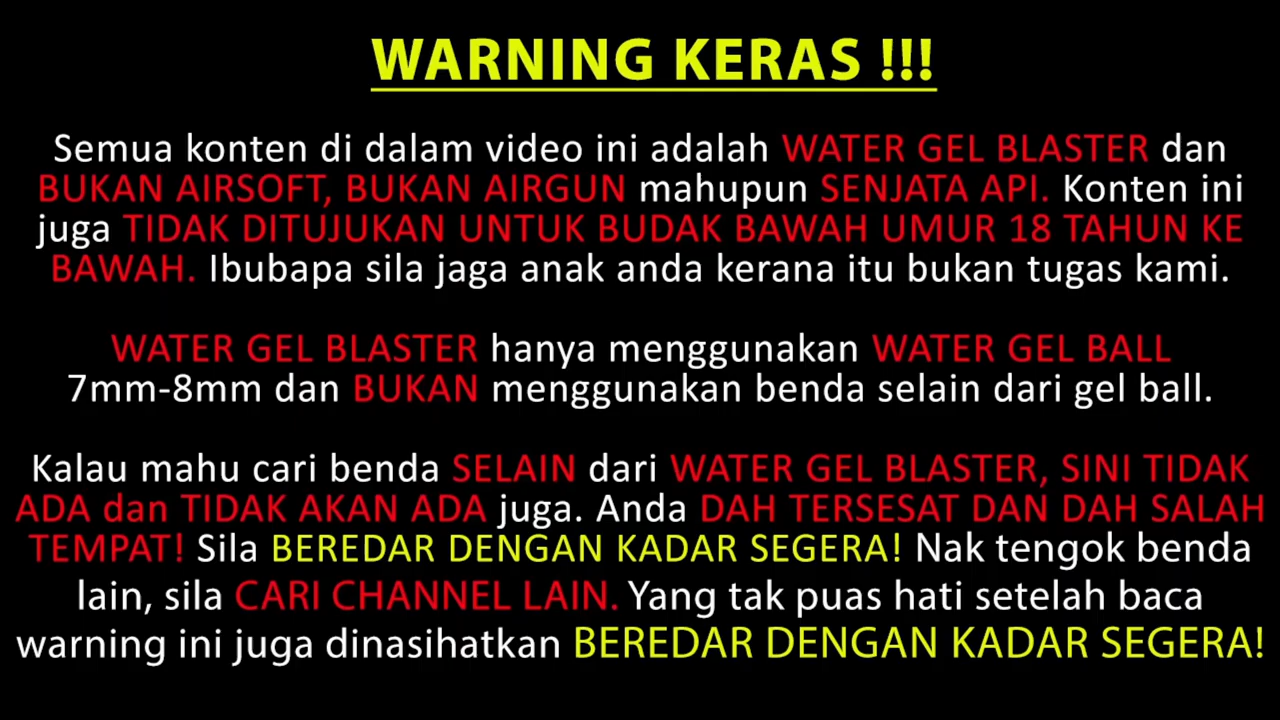 WARNING KERAS !!!
Semua konten di dalam video ini adalah WATER GEL BLASTER dan
BUKAN AIRSOFT, BUKAN AIRGUN mahupun SENJATA API. Konten ini
juga TIDAK DITUJUKAN UNTUK BUDAK BAWAH UMUR 18 TAHUN KE
BAWAH. Ibubapa sila jaga anak anda kerana itu bukan tugas kami.
WATER GEL BLASTER hanya menggunakan WATER GEL BALL
7mm-8mm dan BUKAN menggunakan benda selain dari gel ball.
Kalau mahu cari benda SELAIN dari WATER GEL BLASTER, SINI TIDAK
ADA dan TIDAK AKAN ADA juga. Anda DAH TERSESAT DAN DAH SALAH
TEMPAT! Sila BEREDAR DENGAN KADAR SEGERA! Nak tengok benda
lain, sila CARI CHANNEL LAIN. Yang tak puas hati setelah baca
warning ini juga dinasihatkan BEREDAR DENGAN KADAR SEGERA!